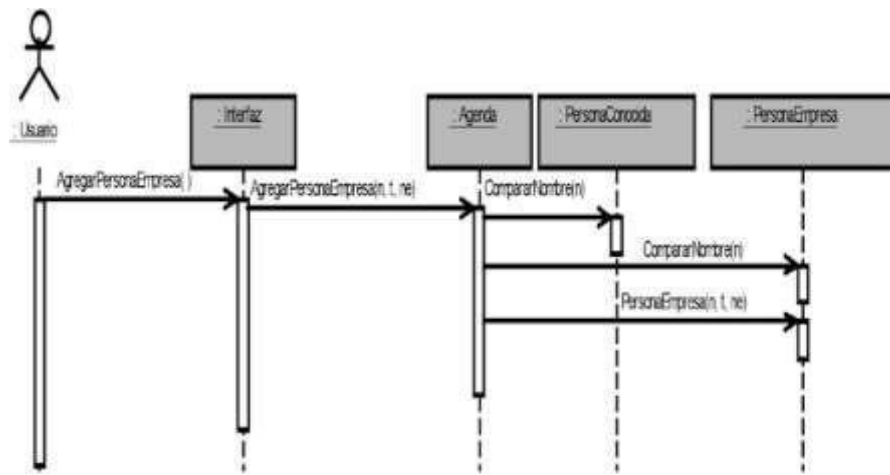 : Usuario
: Interfaz
: Agenda
: PersonaConocida
: PersonaEmpresa
AgregarPersonaEmpresa( )
AgregarPersonaEmpresa(n, t, ne)
CompararNombre(n)
CompararNombre(n)
PersonaEmpresa(n, t, ne)